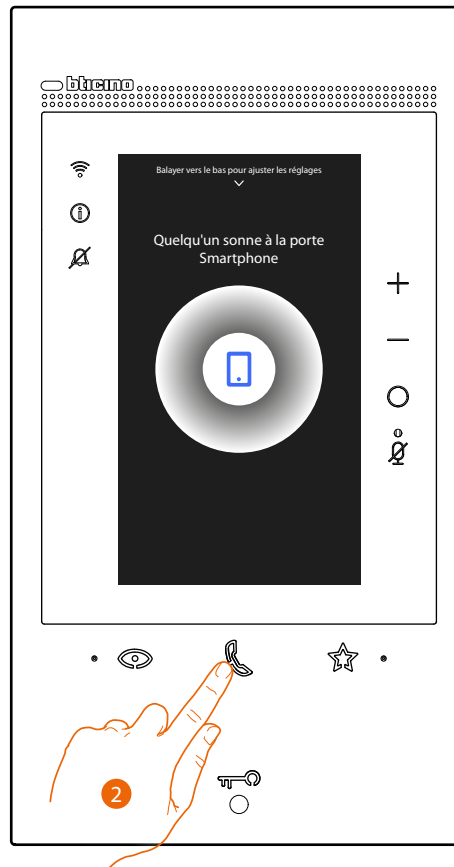 bticino
Balayer vers le bas pour ajuster les réglages
Quelqu'un sonne à la porte
Smartphone
2